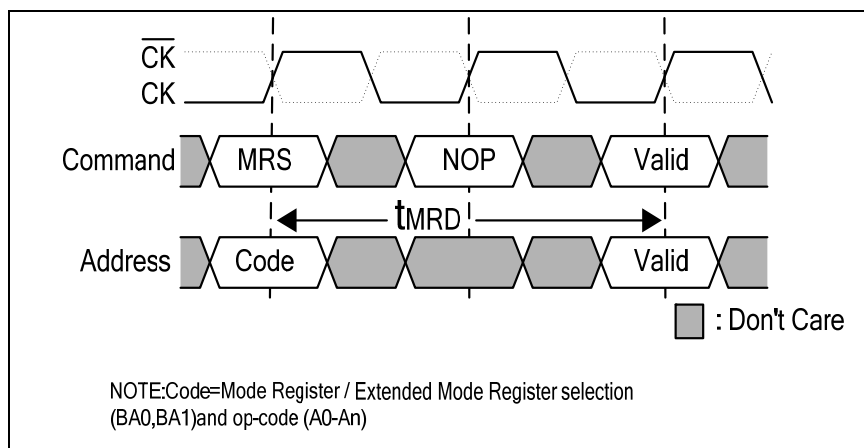 CK
CK
Command MRS NOP Valid
tMRD
Address Code Valid
: Don't Care
NOTE:Code=Mode Register / Extended Mode Register selection
(BA0,BA1)and op-code (A0-An)